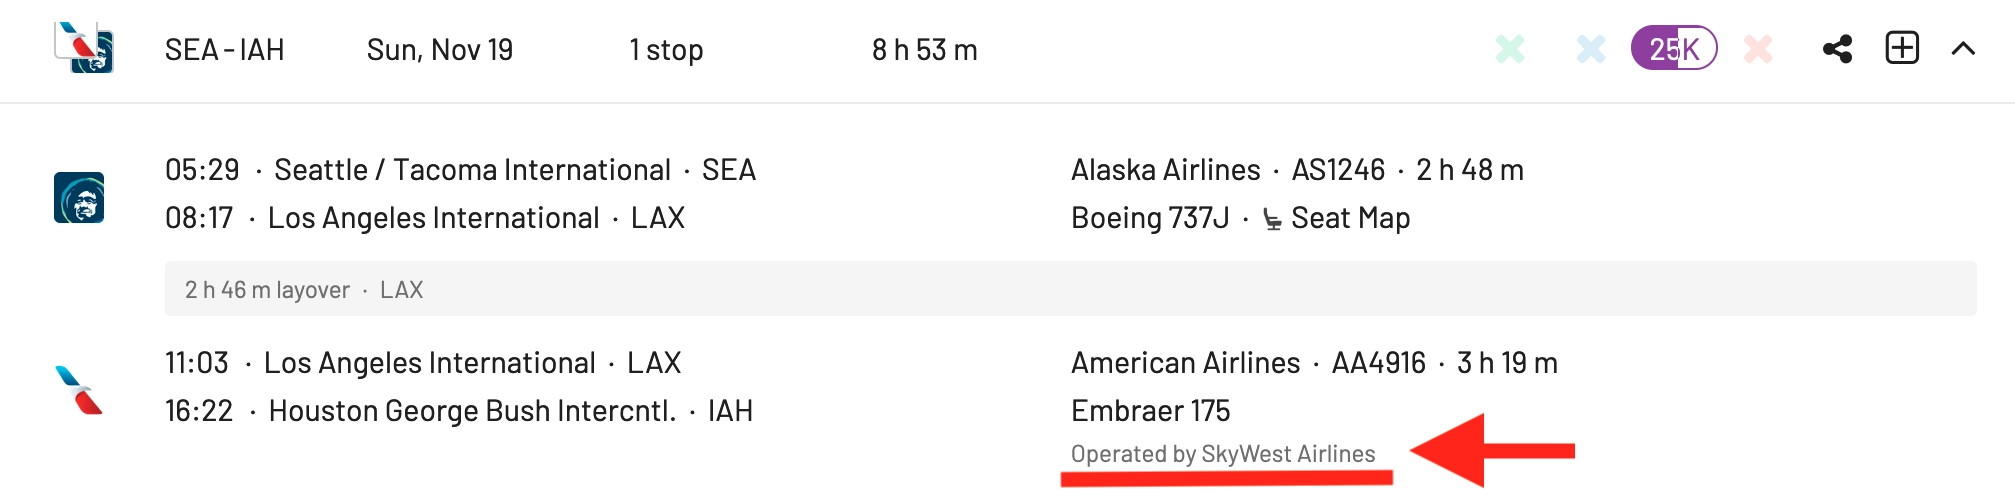 SEA - IAH Sun, Nov 19 1 stop 8 h 53 m 25K
05:29 · Seattle / Tacoma International · SEA Alaska Airlines · AS1246 · 2 h 48 m
08:17 · Los Angeles International · LAX Boeing 737J · Seat Map
2 h 46 m layover · LAX
11:03 · Los Angeles International · LAX American Airlines · AA4916 · 3 h 19 m
16:22 · Houston George Bush Intercntl. · IAH Embraer 175
Operated by SkyWest Airlines